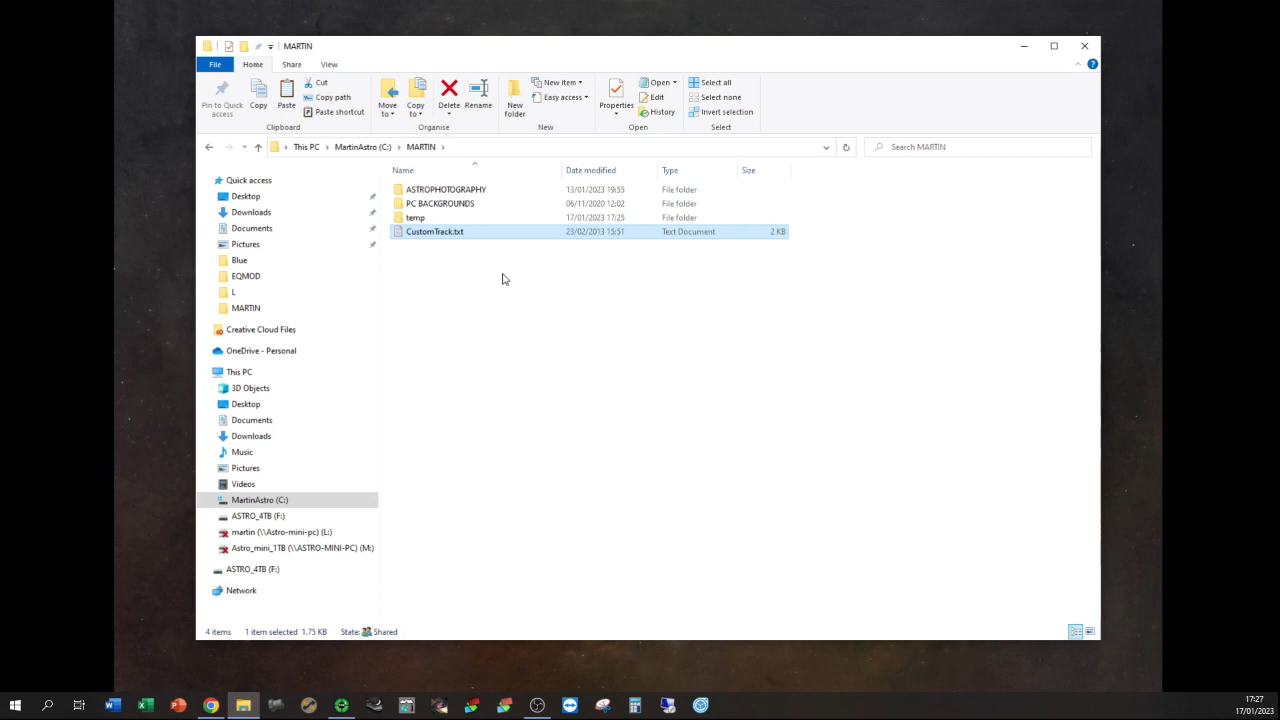 MARTIN
File Home Share View
Pin to Quick access
Copy
Paste
Cut
Copy path
Paste shortcut
Clipboard
Move to
Copy to
Delete
Rename
Organise
New folder
New item
Easy access
New
Properties
Open
Edit
History
Open
Select all
Select none
Invert selection
Select
This PC MartinAstro (C:) MARTIN
Search MARTIN
Name Date modified Type Size
ASTROPHOTOGRAPHY 13/01/2023 19:55 File folder
PC BACKGROUNDS 06/11/2020 12:02 File folder
temp 17/01/2023 17:25 File folder
CustomTrack.txt 23/02/2013 15:51 Text Document 2 KB
Quick access
Desktop
Downloads
Documents
Pictures
Blue
EQMOD
L
MARTIN
Creative Cloud Files
OneDrive - Personal
This PC
3D Objects
Desktop
Documents
Downloads
Music
Pictures
Videos
MartinAstro (C:)
ASTRO_4TB (F:)
martin (\\Astro-mini-pc) (L:)
Astro_mini_1TB (\\ASTRO-MINI-PC) (M:)
ASTRO_4TB (F:)
Network
4 items 1 item selected 1.75 KB State: Shared
17:27
17/01/2023